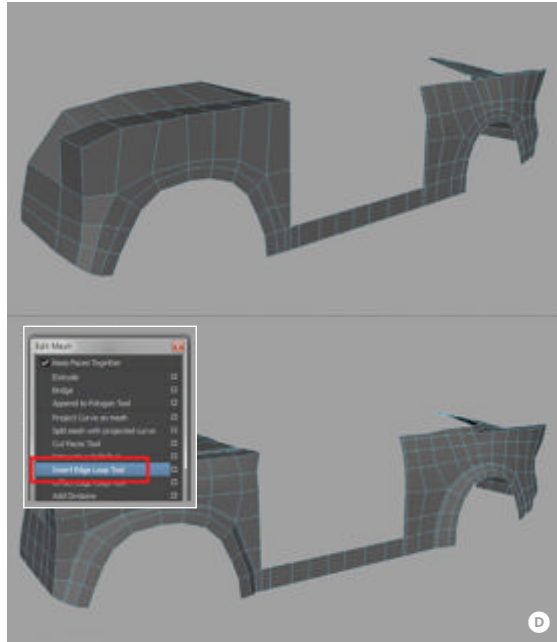 Edit Mesh
Keep Faces Together
Extrude
Bridge
Append to Polygon Tool
Project Curve on mesh
Split mesh with projected curve
Cut Faces Tool
Insert Edge Loop Tool
Add Divisions
D